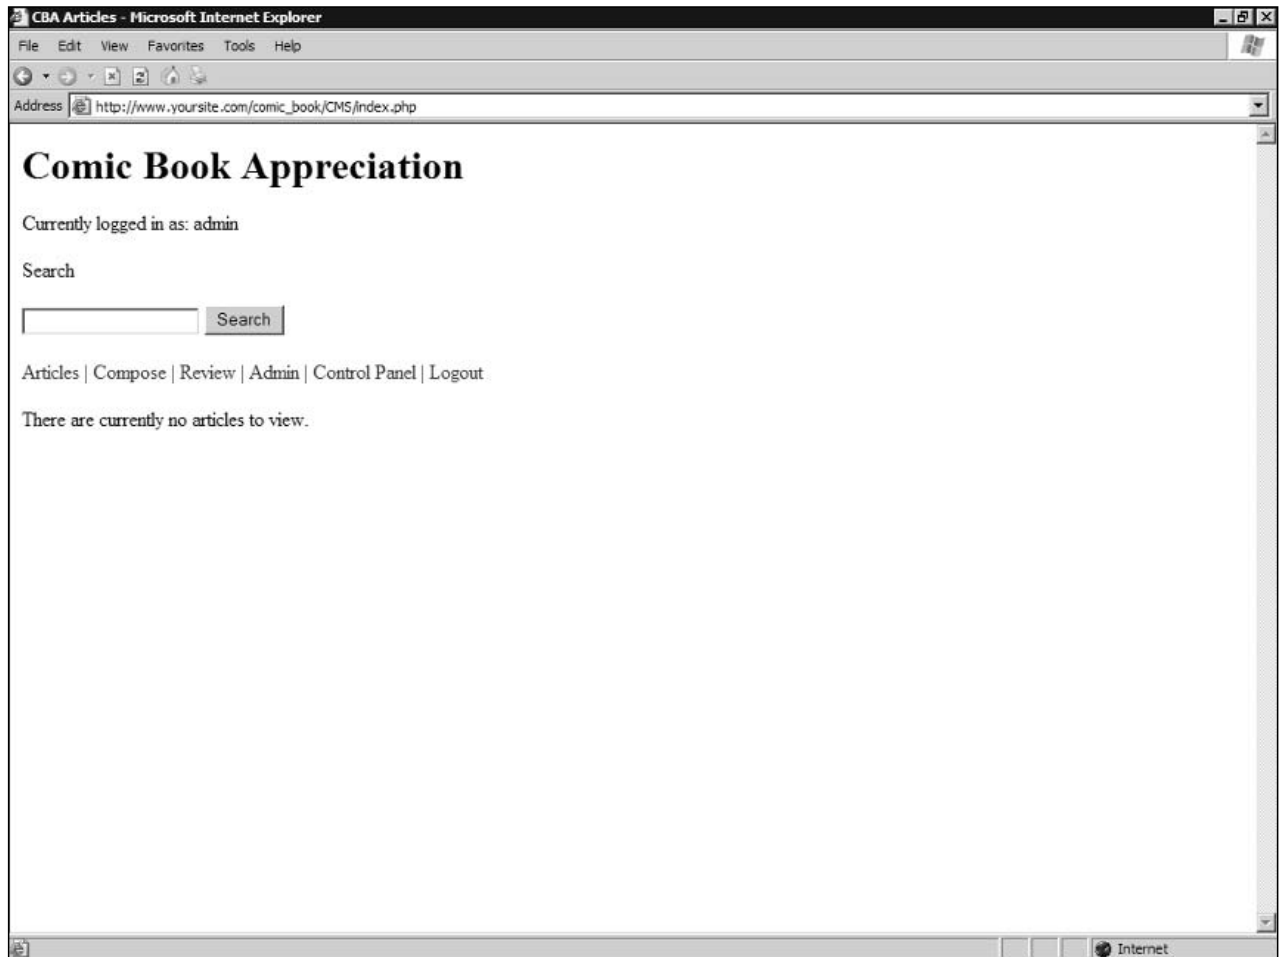 CBA Articles - Microsoft Internet Explorer
File Edit View Favorites Tools Help
Address http://www.yoursite.com/comic_book/CMS/index.php
Comic Book Appreciation
Currently logged in as: admin
Search
Search
Articles | Compose | Review | Admin | Control Panel | Logout
There are currently no articles to view.
Internet